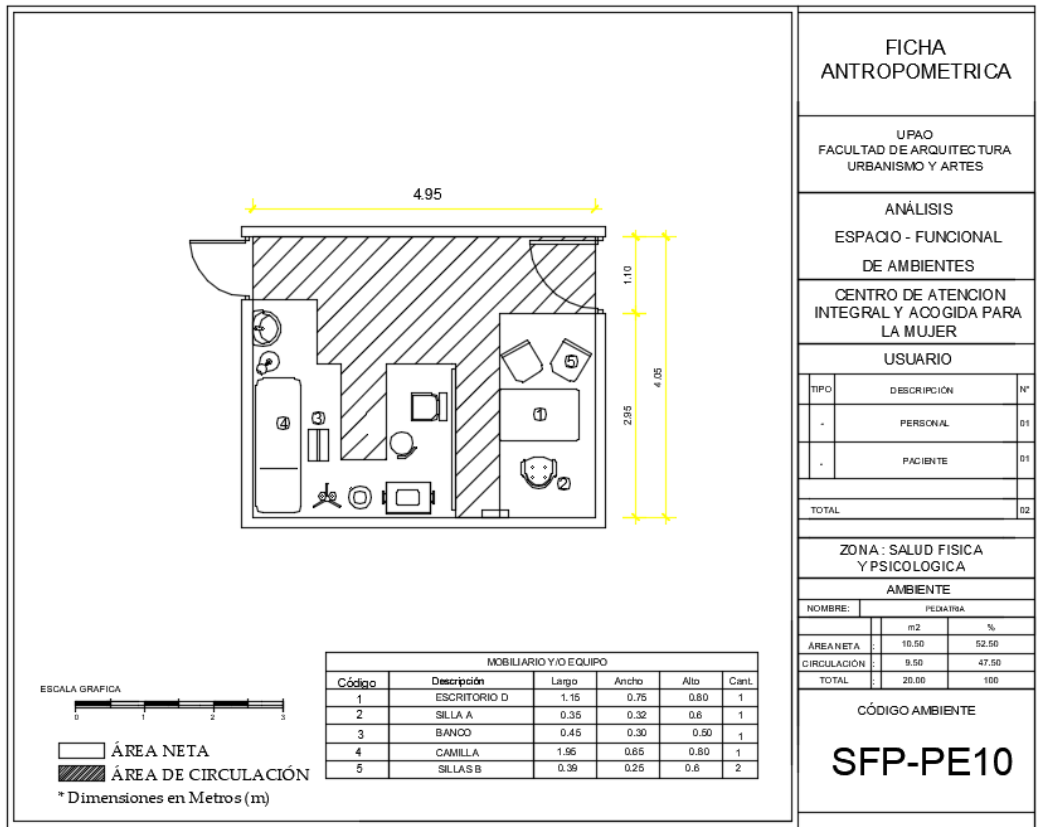 4.95
1.10
2.95
4.05
5
1
4
3
2
ESCALA GRAFICA
0 1 2 3
ÁREA NETA
ÁREA DE CIRCULACIÓN
* Dimensiones en Metros (m)
MOBILIARIO Y/O EQUIPO
Código Descripción Largo Ancho Alto Cant.
1 ESCRITORIO D 1.15 0.75 0.80 1
2 SILLA A 0.35 0.32 0.6 1
3 BANCO 0.45 0.30 0.50 1
4 CAMILLA 1.95 0.65 0.80 1
5 SILLAS B 0.39 0.25 0.6 2
FICHA
ANTROPOMETRICA
UPAO
FACULTAD DE ARQUITECTURA
URBANISMO Y ARTES
ANÁLISIS
ESPACIO - FUNCIONAL
DE AMBIENTES
CENTRO DE ATENCION
INTEGRAL Y ACOGIDA PARA
LA MUJER
USUARIO
TIPO DESCRIPCIÓN N°
- PERSONAL 01
. PACIENTE 01
TOTAL 02
ZONA : SALUD FISICA
Y PSICOLOGICA
AMBIENTE
NOMBRE: PEDIATRIA
m2 %
ÁREA NETA : 10.50 52.50
CIRCULACIÓN : 9.50 47.50
TOTAL : 20.00 100
CÓDIGO AMBIENTE
SFP-PE10